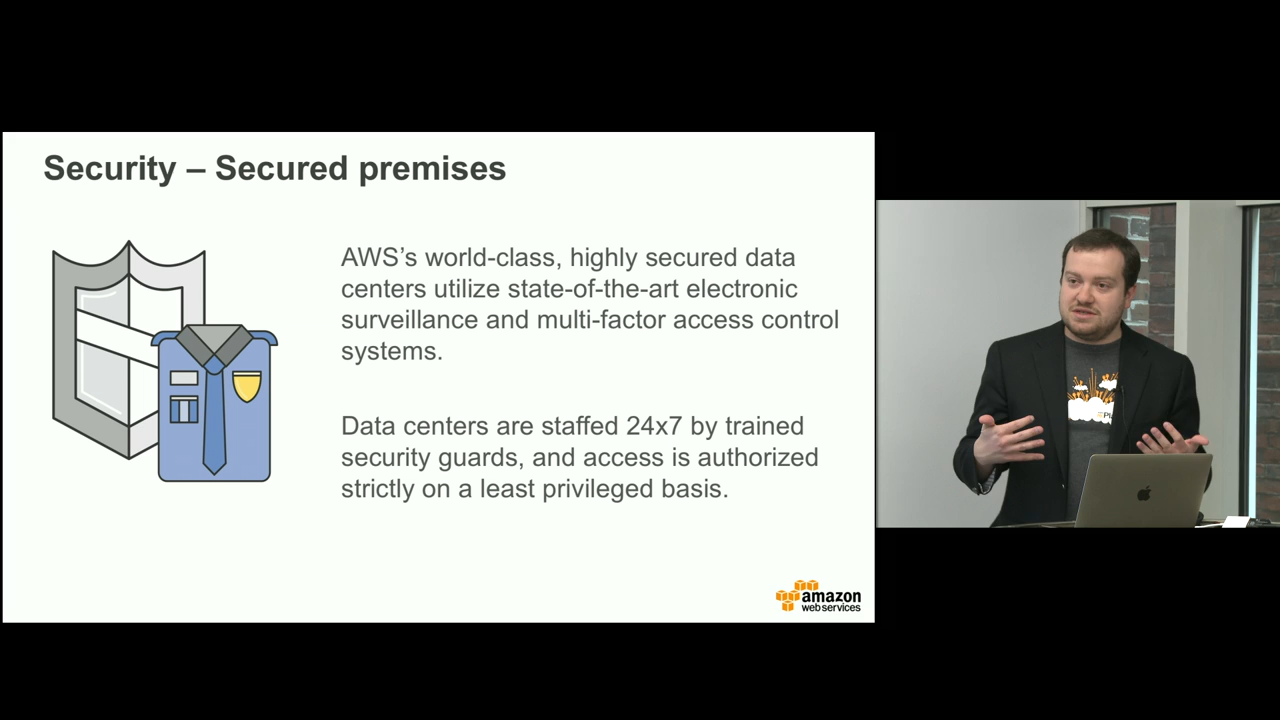 Security – Secured premises
AWS’s world-class, highly secured data
centers utilize state-of-the-art electronic
surveillance and multi-factor access control
systems.
Data centers are staffed 24x7 by trained
security guards, and access is authorized
strictly on a least privileged basis.
amazon
webservices